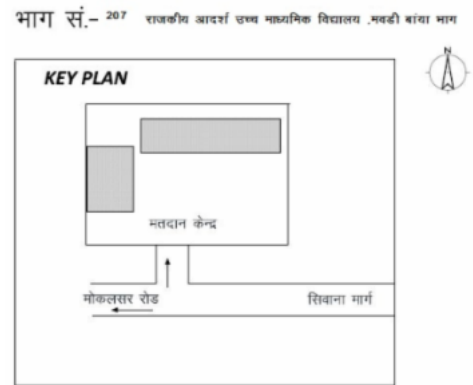 भाग सं.- 207 राजकीय आदर्श उच्च माध्यमिक विद्यालय .मवडी बांया भाग
N
KEY PLAN
मतदान केन्द्र
मोकलसर रोड
सिवाना मार्ग